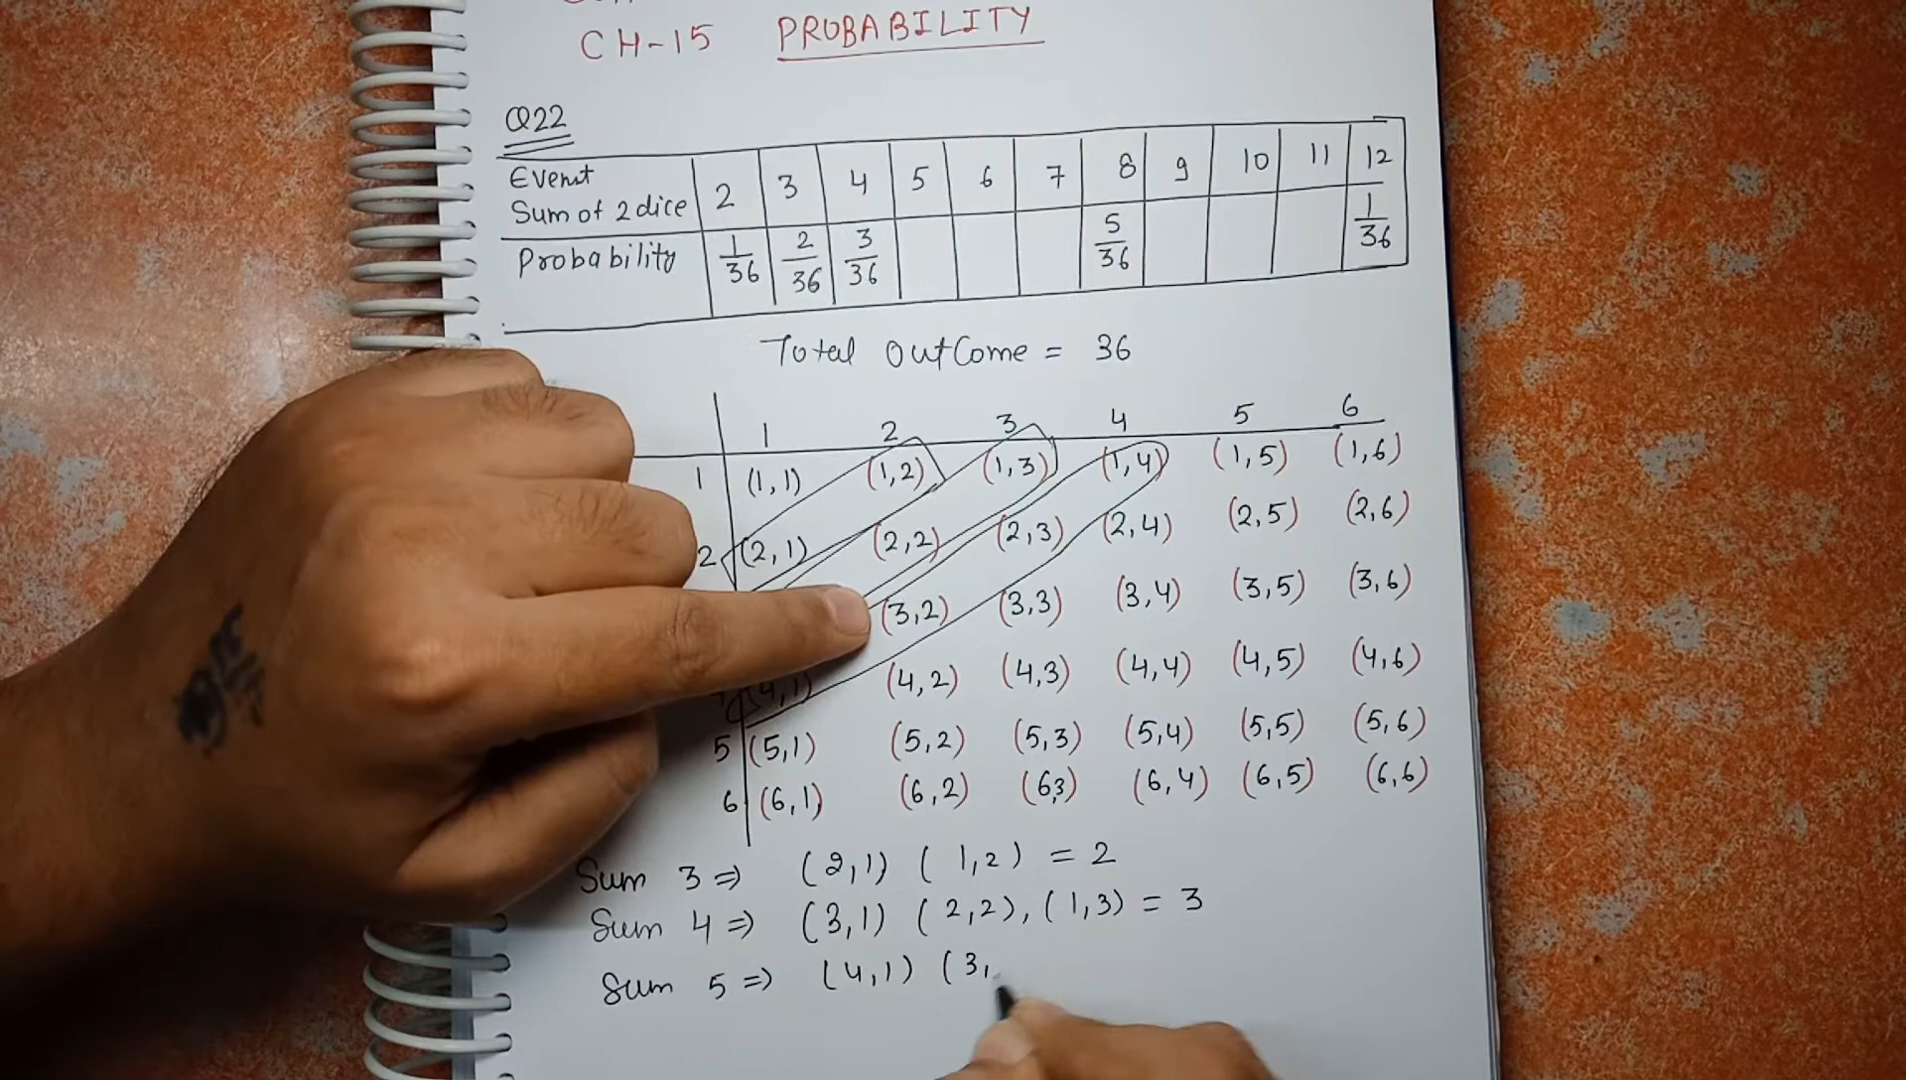 CH-15 PROBABILITY
Q22
Event
Sum of 2 dice 2 3 4 5 6 7 8 9 10 11 12
Probability 1/36 2/36 3/36 5/36 1/36
Total outCome = 36
1 2 3 4 5 6
1 (1,1) (1,2) (1,3) (1,4) (1,5) (1,6)
2 (2,1) (2,2) (2,3) (2,4) (2,5) (2,6)
(3,2) (3,3) (3,4) (3,5) (3,6)
(4,1) (4,2) (4,3) (4,4) (4,5) (4,6)
5 (5,1) (5,2) (5,3) (5,4) (5,5) (5,6)
6 (6,1) (6,2) (6,3) (6,4) (6,5) (6,6)
Sum 3 => (2,1) (1,2) = 2
Sum 4 => (3,1) (2,2), (1,3) = 3
Sum 5 => (4,1) (3,